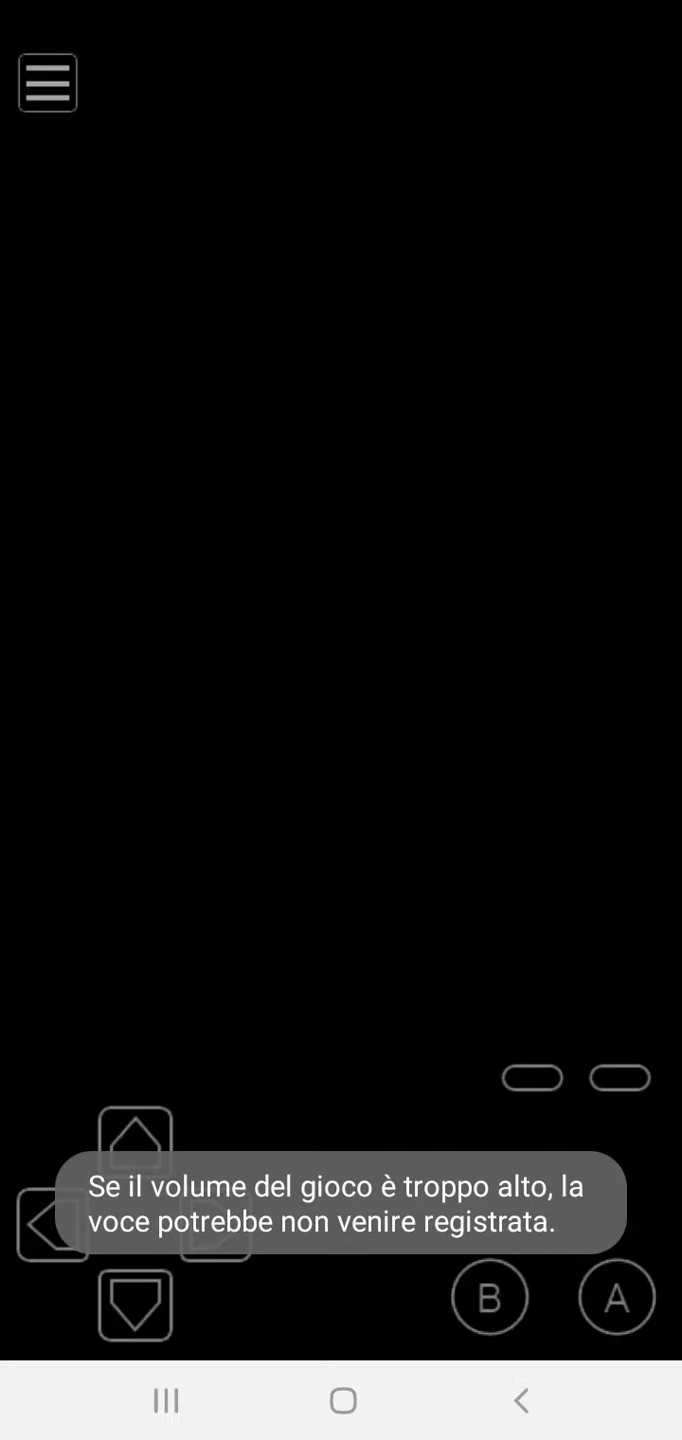 Se il volume del gioco è troppo alto, la
voce potrebbe non venire registrata.
B A